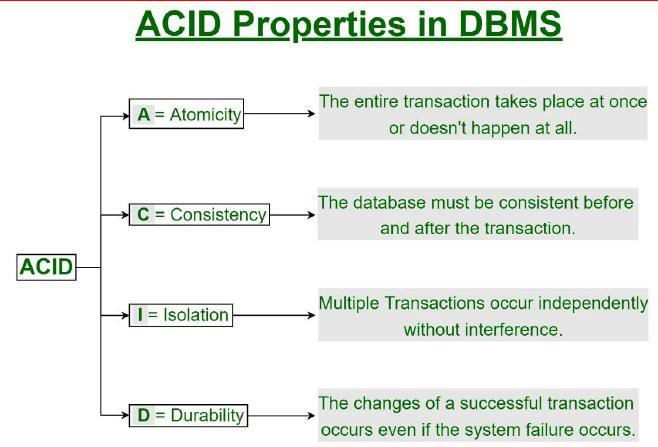 ACID Properties in DBMS
A = Atomicity
The entire transaction takes place at once
or doesn't happen at all.
C = Consistency
The database must be consistent before
and after the transaction.
ACID
I = Isolation
Multiple Transactions occur independently
without interference.
D = Durability
The changes of a successful transaction
occurs even if the system failure occurs.